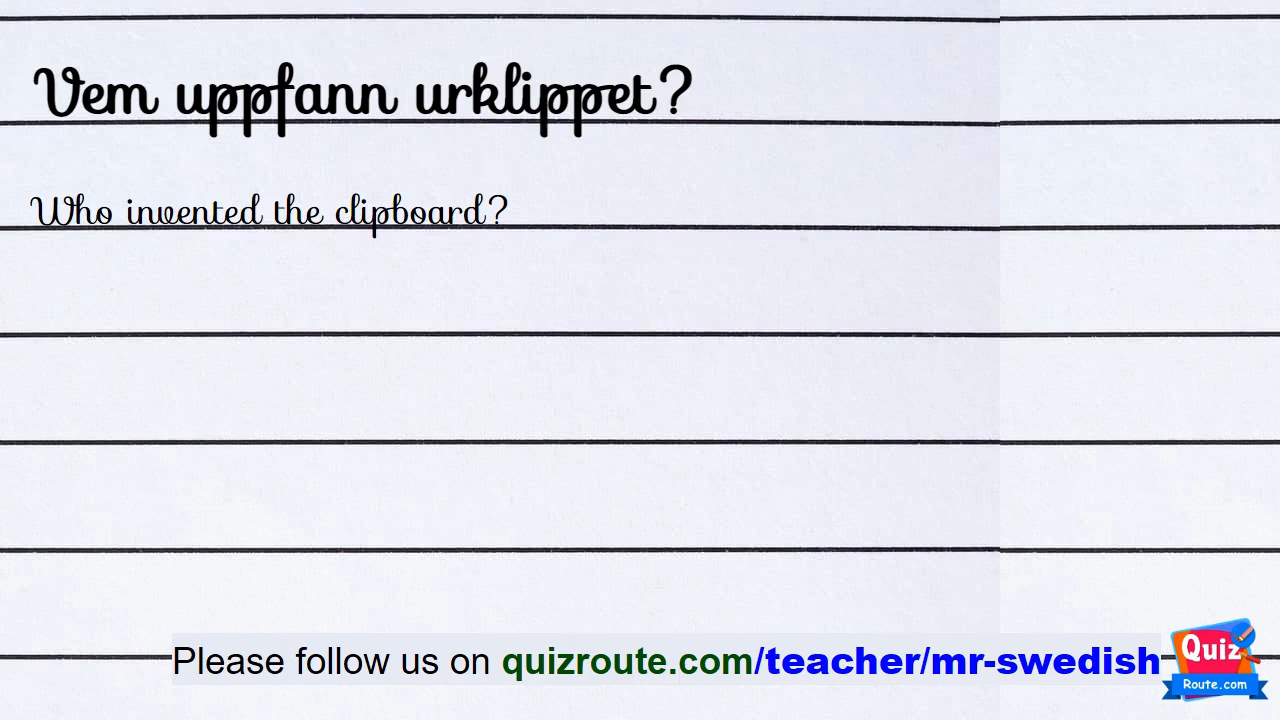 Vem uppfann urklippet?
Who invented the clipboard?
Please follow us on quizroute.com/teacher/mr-swedish
Quiz
Route.com